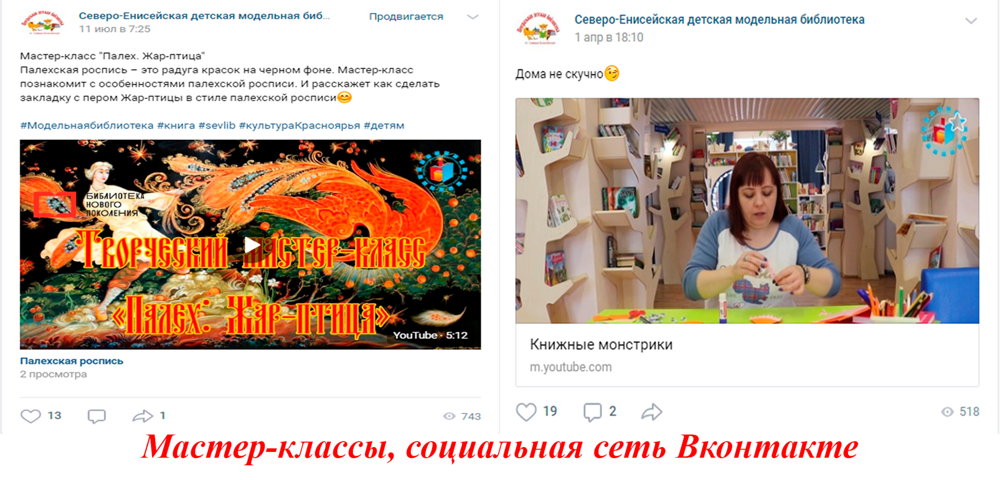 Северо-Енисейская детская модельная биб...
11 июл в 7:25
Продвигается
Мастер-класс "Палех. Жар-птица"
Палехская роспись – это радуга красок на черном фоне. Мастер-класс
познакомит с особенностями палехской росписи. И расскажет как сделать
закладку с пером Жар-птицы в стиле палехской росписи😊
#Модельнаябиблиотека #книга #sevlib #культураКрасноярья #детям
БИБЛИОТЕКА
НОВОГО
ПОКОЛЕНИЯ
Творческий мастер-класс
«Палех: Жар-птица»
YouTube · 5:12
Палехская роспись
2 просмотра
13
1
743
Северо-Енисейская детская модельная библиотека
1 апр в 18:10
Дома не скучно😉
Книжные монстрики
m.youtube.com
19
2
518
Мастер-классы, социальная сеть Вконтакте